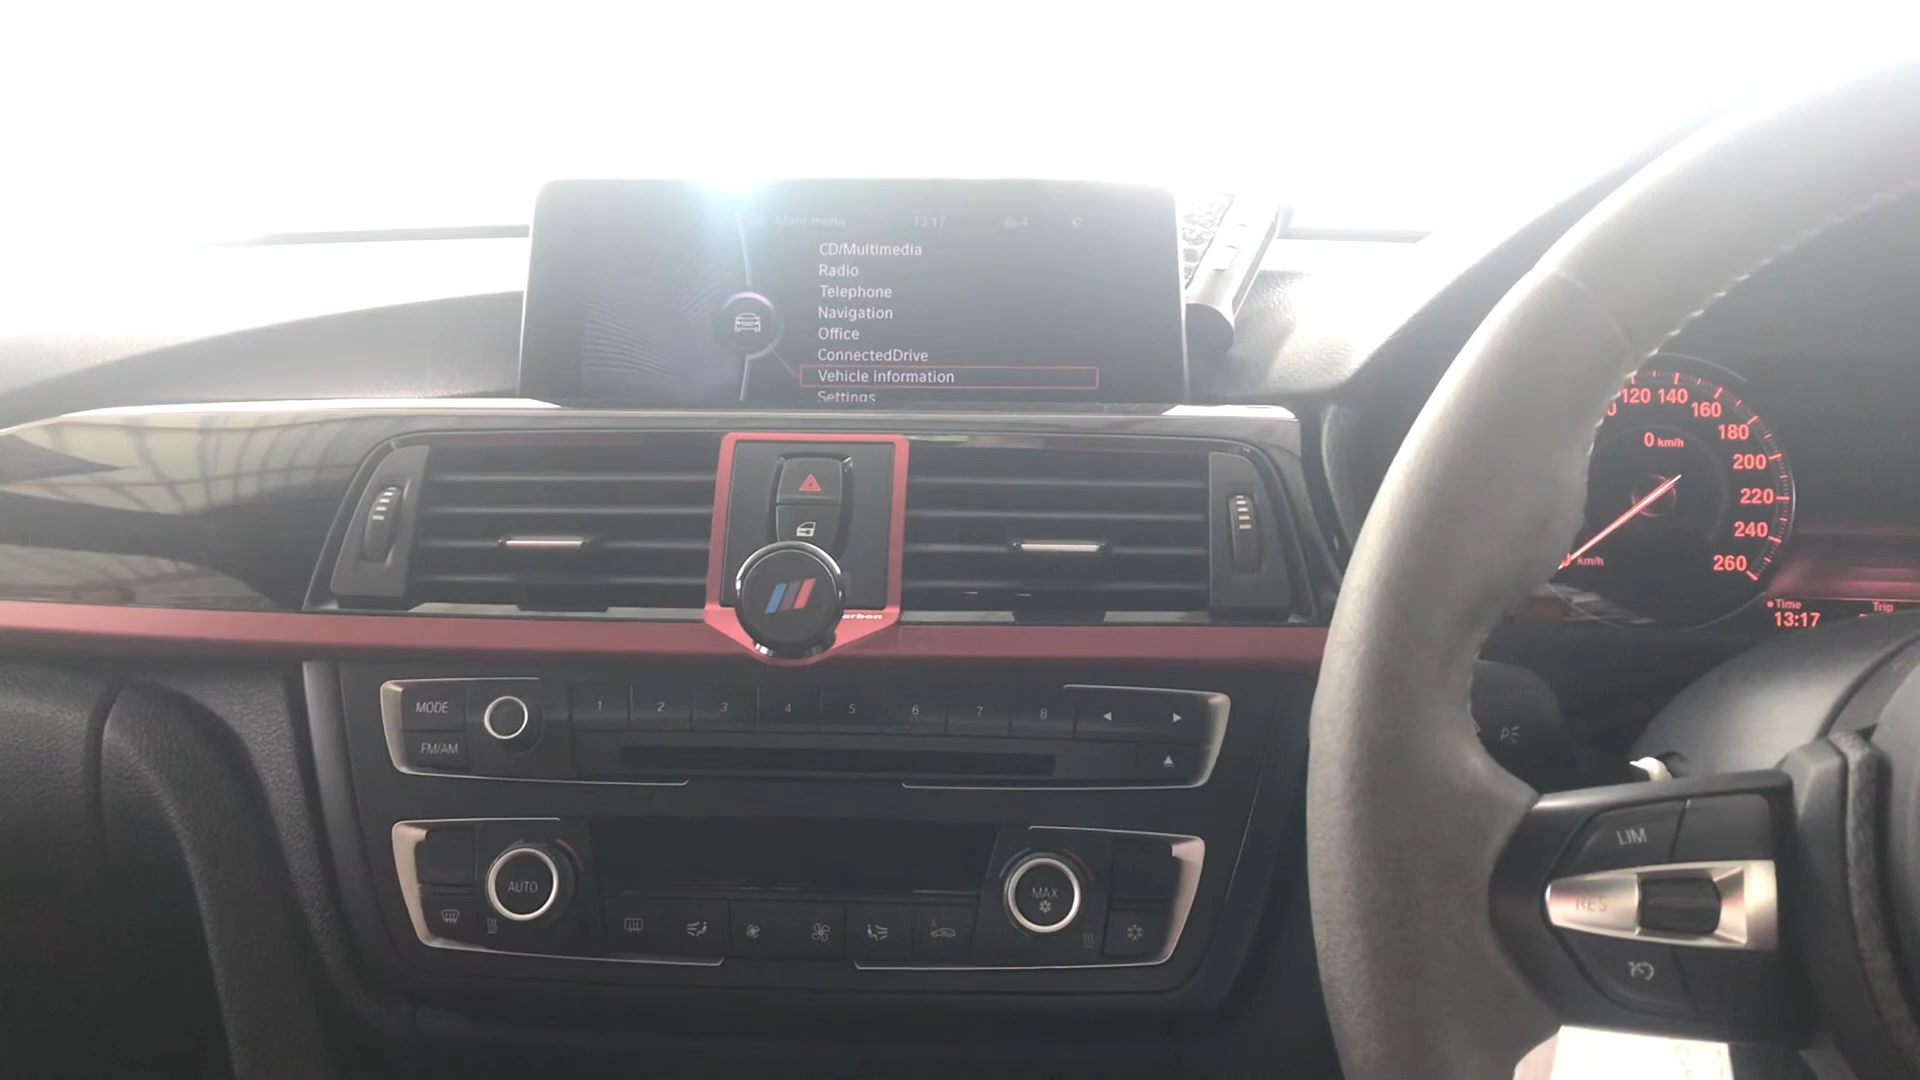 Main menu 13:17
CD/Multimedia
Radio
Telephone
Navigation
Office
ConnectedDrive
Vehicle information
Settings
120 140 160 180 200 220 240 260
0 km/h
km/h
Time
13:17
Trip
arbon
MODE
1 2 3 4 5 6 7 8
FM/AM
AUTO
MAX
LIM
RES